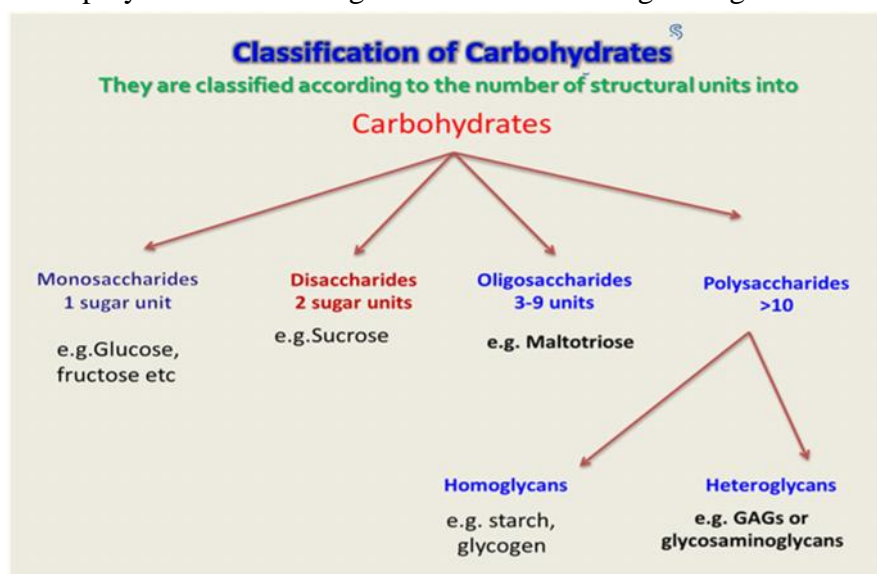 Classification of Carbohydrates
They are classified according to the number of structural units into
Carbohydrates
Monosaccharides
1 sugar unit
e.g.Glucose,
fructose etc
Disaccharides
2 sugar units
e.g.Sucrose
Oligosaccharides
3-9 units
e.g. Maltotriose
Polysaccharides
>10
Homoglycans
e.g. starch,
glycogen
Heteroglycans
e.g. GAGs or
glycosaminoglycans